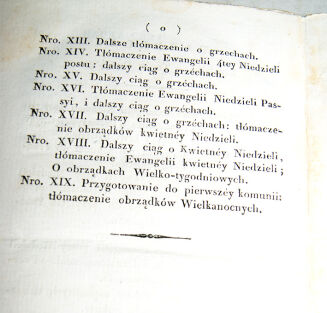 ( o )
Nro. XIII. Dalsze tłómaczenie o grzechach.
Nro. XIV. Tłómaczenie Ewangelii 4tey Niedzieli
postu: dalszy ciąg o grzéchach.
Nro. XV. Dalszy ciąg o grzéchach.
Nro. XVI. Tłómaczenie Ewangelii Niedzieli Pas-
syi, i dalszy ciąg o grzéchach.
Nro. XVII. Dalszy ciąg o grzéchach: tłómacze-
nie obrządków kwietnéy Niedzieli.
Nro. XVIII. Dalszy ciąg o Kwietnéy Niedzieli,
tłómaczenie Ewangelii kwietnéy Niedzieli;
O obrządkach Wielko-tygodniowych.
Nro. XIX. Przygotowanie do pierwszéy komunii:
tłómaczenie obrządków Wielkanocnych.